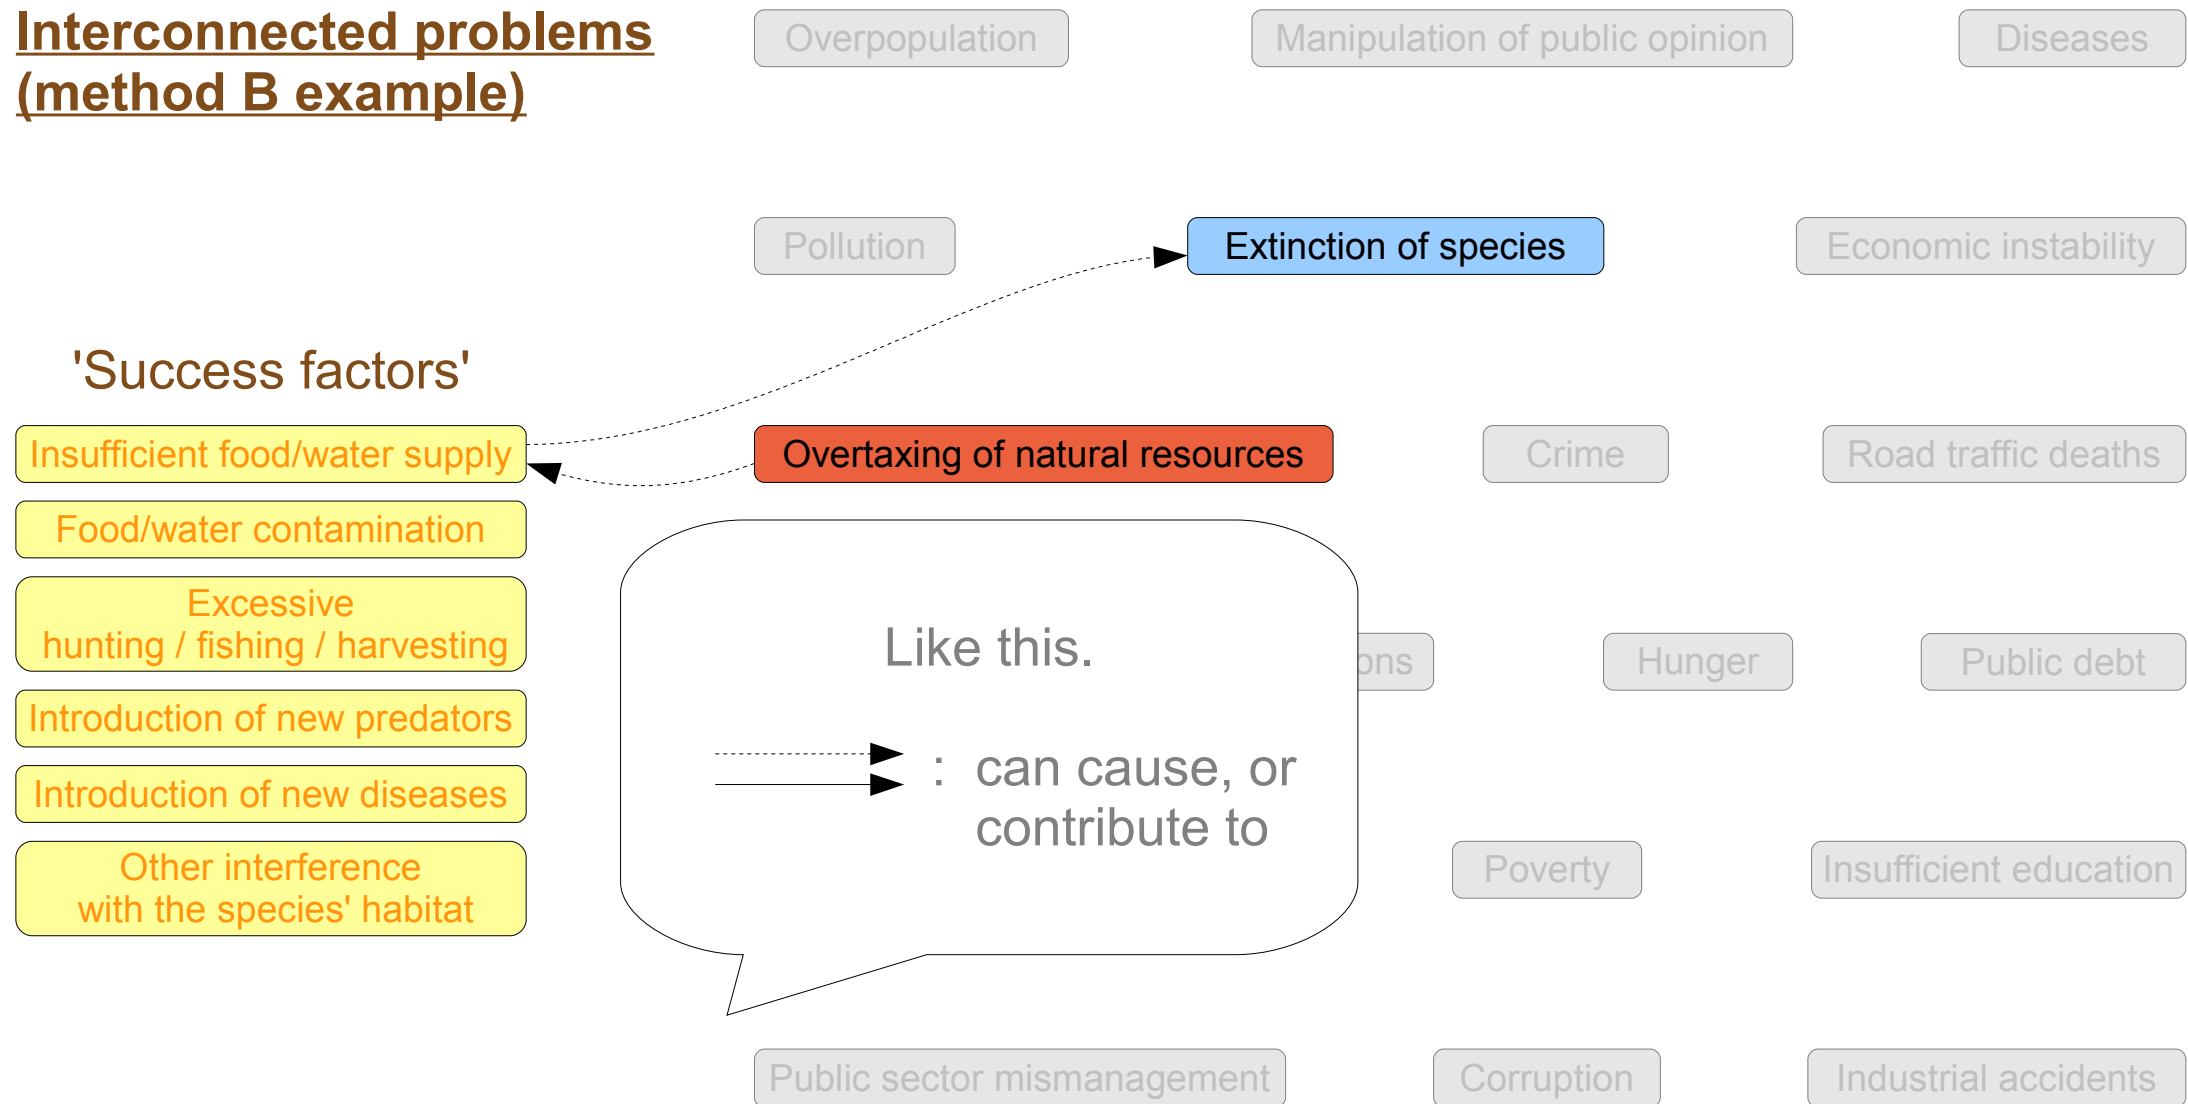 Interconnected problems
(method B example)
Overpopulation
Manipulation of public opinion
Diseases
Pollution
Extinction of species
Economic instability
'Success factors'
Insufficient food/water supply
Overtaxing of natural resources
Crime
Road traffic deaths
Food/water contamination
Excessive
hunting / fishing / harvesting
Like this.
ons
Hunger
Public debt
Introduction of new predators
Introduction of new diseases
: can cause, or
contribute to
Other interference
with the species' habitat
Poverty
Insufficient education
Public sector mismanagement
Corruption
Industrial accidents